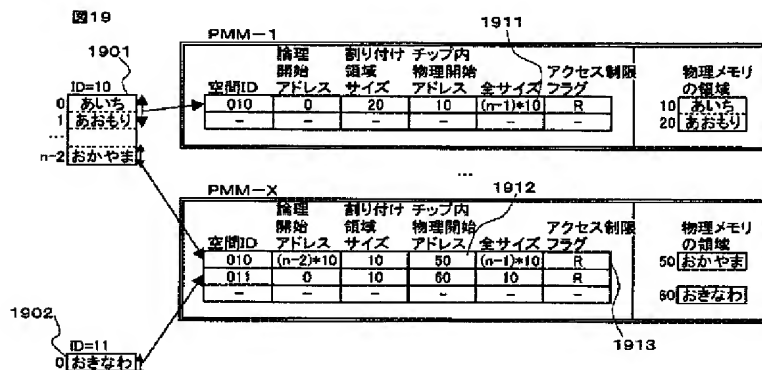 図19
1901
ID=10
0 あいち
1 あおもり
...
n-2 おかやま
PMM-1
1911
空間ID 論理開始アドレス 割り付け領域サイズ チップ内物理開始アドレス 全サイズ アクセス制限フラグ
010 0 20 10 (n-1)*10 R
- - - - - -
物理メモリの領域
10 あいち
20 あおもり
...
PMM-X
1912
空間ID 論理開始アドレス 割り付け領域サイズ チップ内物理開始アドレス 全サイズ アクセス制限フラグ
010 (n-2)*10 10 50 (n-1)*10 R
011 0 10 60 10 R
- - - - - -
物理メモリの領域
50 おかやま
60 おきなわ
1913
1902
ID=11
0 おきなわ